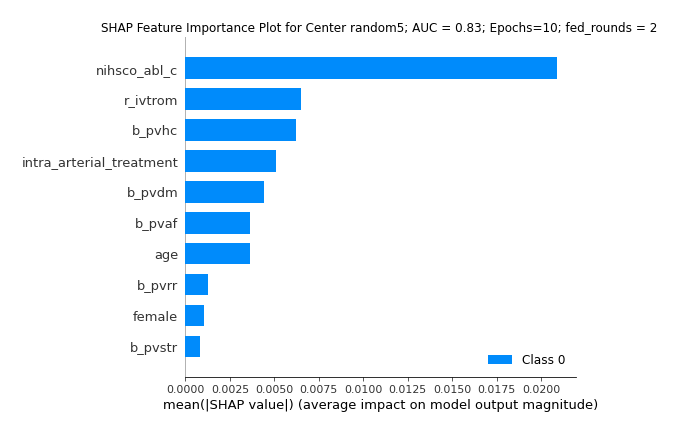 SHAP Feature Importance Plot for Center random5; AUC = 0.83; Epochs=10; fed_rounds = 2
nihsco_abl_c
r_ivtrom
b_pvhc
intra_arterial_treatment
b_pvdm
b_pvaf
age
b_pvrr
female
b_pvstr
Class 0
0.0000 0.0025 0.0050 0.0075 0.0100 0.0125 0.0150 0.0175 0.0200
mean(|SHAP value|) (average impact on model output magnitude)